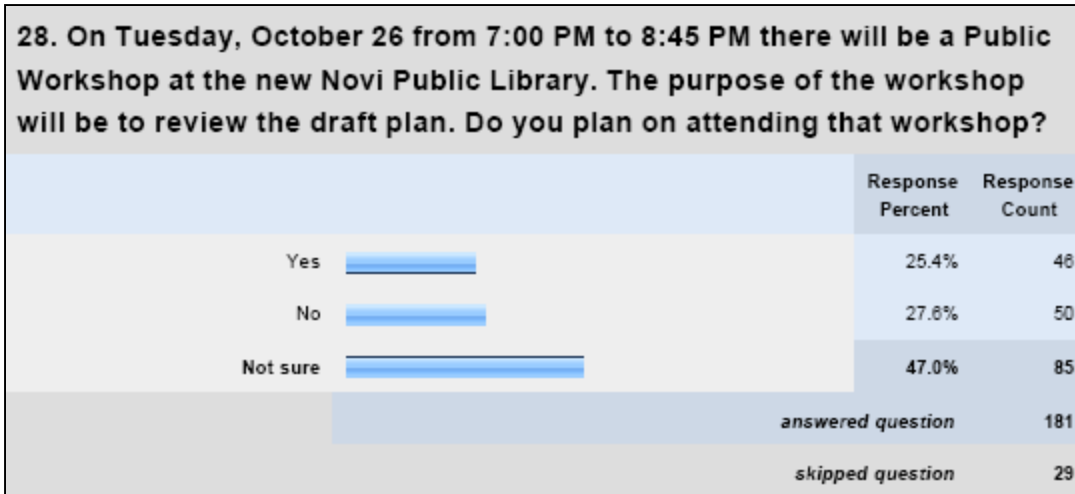 28. On Tuesday, October 26 from 7:00 PM to 8:45 PM there will be a Public
Workshop at the new Novi Public Library. The purpose of the workshop
will be to review the draft plan. Do you plan on attending that workshop?
Response Percent Response Count
Yes 25.4% 46
No 27.6% 50
Not sure 47.0% 85
answered question 181
skipped question 29